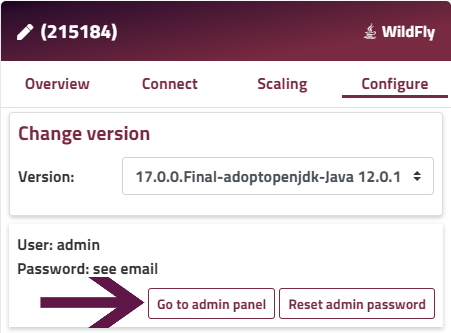 (215184) WildFly
Overview Connect Scaling Configure
Change version
Version: 17.0.0.Final-adoptopenjdk-Java 12.0.1
User: admin
Password: see email
Go to admin panel Reset admin password